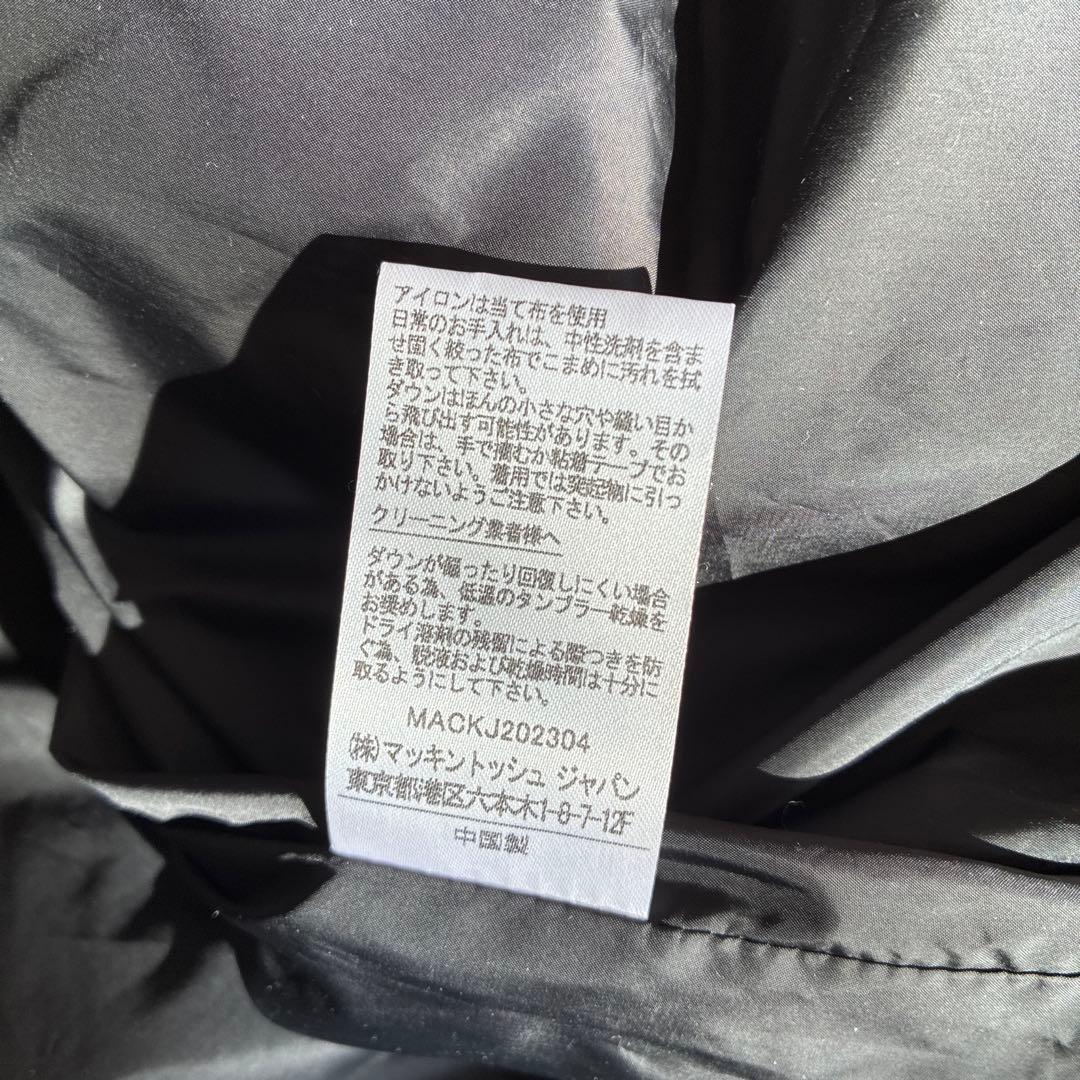 アイロンは当て布を使用
日常のお手入れは、中性洗剤を含ま
せ固く絞った布でこまめに汚れを拭
き取って下さい。
ダウンはほんの小さな穴や縫い目か
ら飛び出す可能性があります。その
場合は、手で摘むか粘着テープでお
取り下さい。着用では突起物に引っ
かけないようご注意下さい。
クリーニング業者様へ
ダウンが偏ったり回復しにくい場合
がある為、低温のタンブラー乾燥を
お奨めします。
ドライ溶剤の残留による際つきを防
ぐ為、脱液および乾燥時間は十分に
取るようにして下さい。
MACKJ202304
(株)マッキントッシュ ジャパン
東京都港区六本木1-8-7-12F
中国製